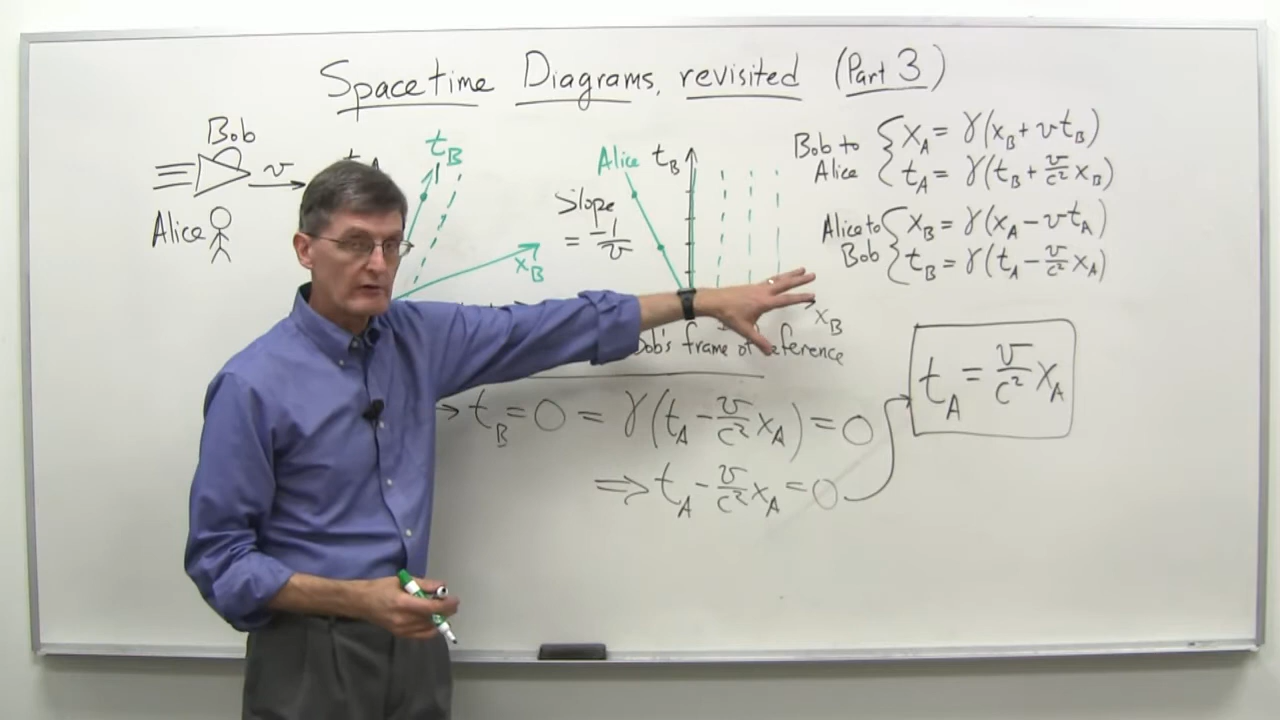 Spacetime Diagrams, revisited (Part 3)
Bob
v
Alice
t_B
x_B
Alice
t_B
Slope
= -1/v
x_B
Bob's frame of reference
Bob to Alice { x_A = γ(x_B + vt_B)
t_A = γ(t_B + v/c² x_B)
Alice to Bob { x_B = γ(x_A - vt_A)
t_B = γ(t_A - v/c² x_A)
→ t_B = 0 = γ(t_A - v/c² x_A) = 0
⇒ t_A - v/c² x_A = 0
t_A = v/c² x_A